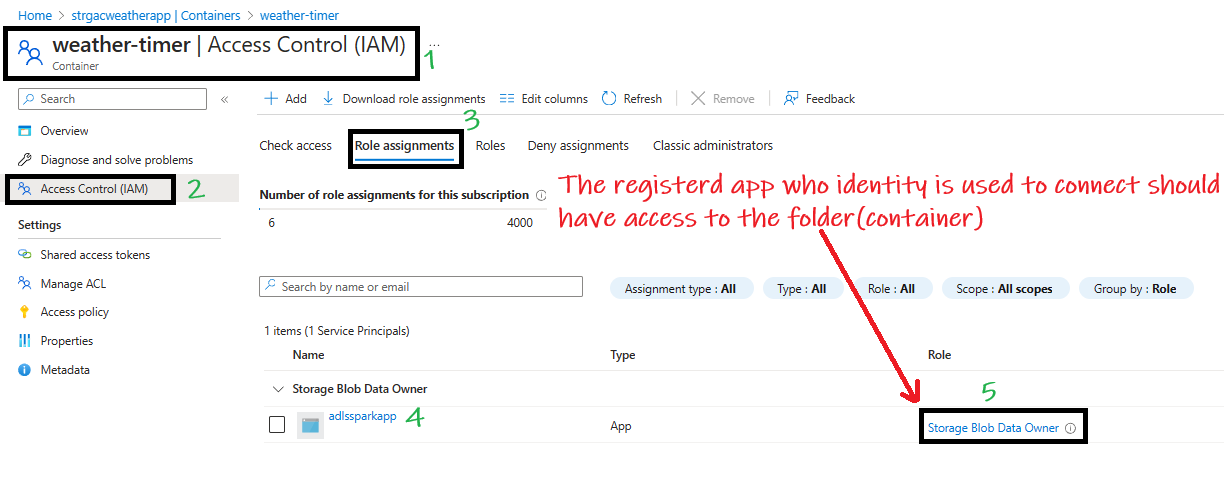 Home > strgacweatherapp | Containers > weather-timer
weather-timer | Access Control (IAM) ...
Container
1
Search «
Add Download role assignments Edit columns Refresh Remove Feedback
Overview
3
Check access Role assignments Roles Deny assignments Classic administrators
Diagnose and solve problems
Access Control (IAM) 2
Number of role assignments for this subscription
The registerd app who identity is used to connect should
have access to the folder(container)
6 4000
Settings
Shared access tokens
Manage ACL
Access policy
Properties
Metadata
Search by name or email Assignment type : All Type : All Role : All Scope : All scopes Group by : Role
1 items (1 Service Principals)
Name Type Role
Storage Blob Data Owner
5
adlssparkapp 4 App Storage Blob Data Owner